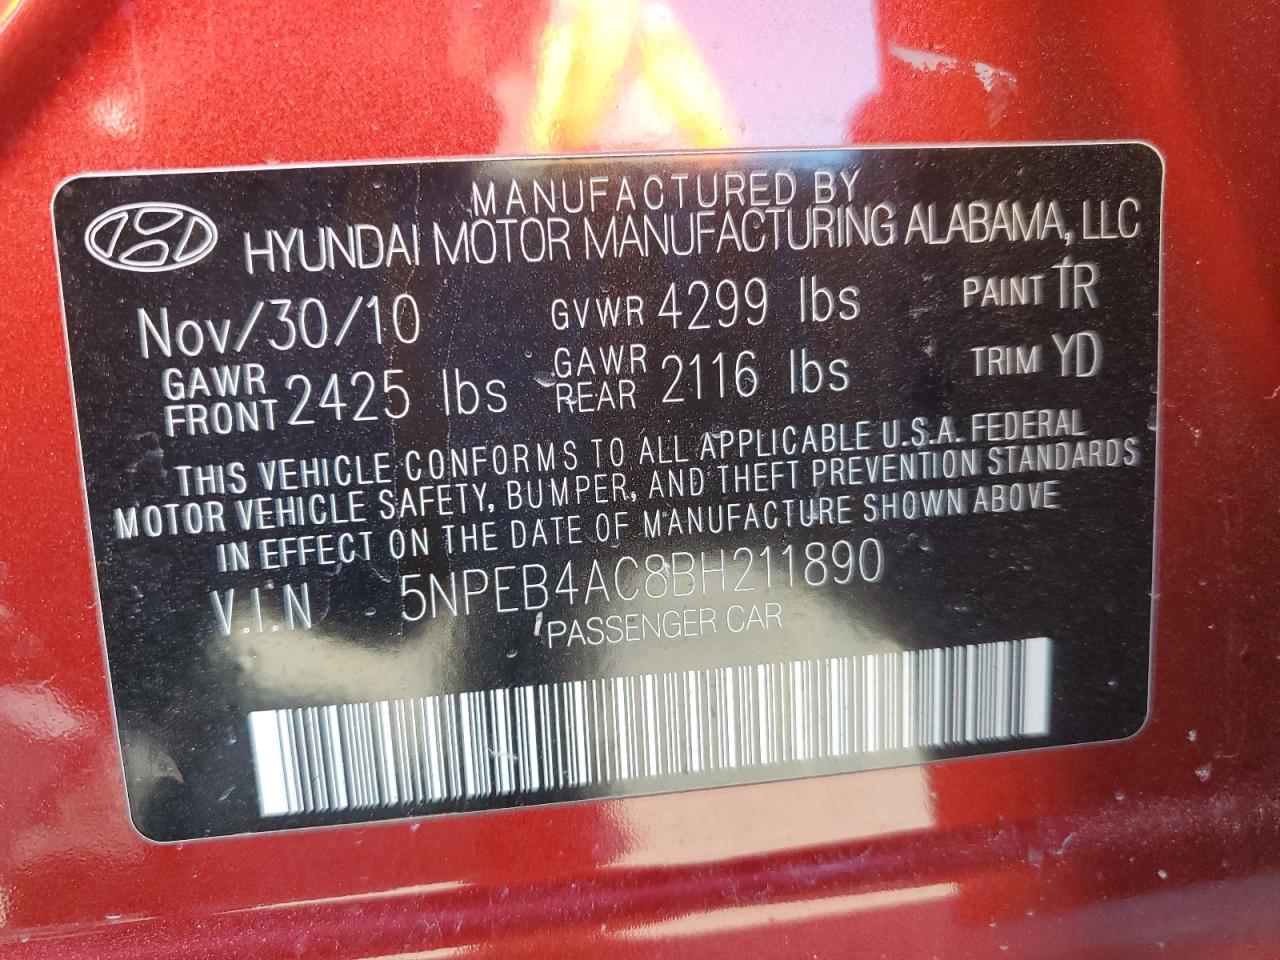 MANUFACTURED BY
HYUNDAI MOTOR MANUFACTURING ALABAMA, LLC
Nov/30/10 GVWR 4299 lbs PAINT TR
GAWR FRONT 2425 lbs GAWR REAR 2116 lbs TRIM YD
THIS VEHICLE CONFORMS TO ALL APPLICABLE U.S.A. FEDERAL
MOTOR VEHICLE SAFETY, BUMPER, AND THEFT PREVENTION STANDARDS
IN EFFECT ON THE DATE OF MANUFACTURE SHOWN ABOVE
V.I.N 5NPEB4AC8BH211890
PASSENGER CAR